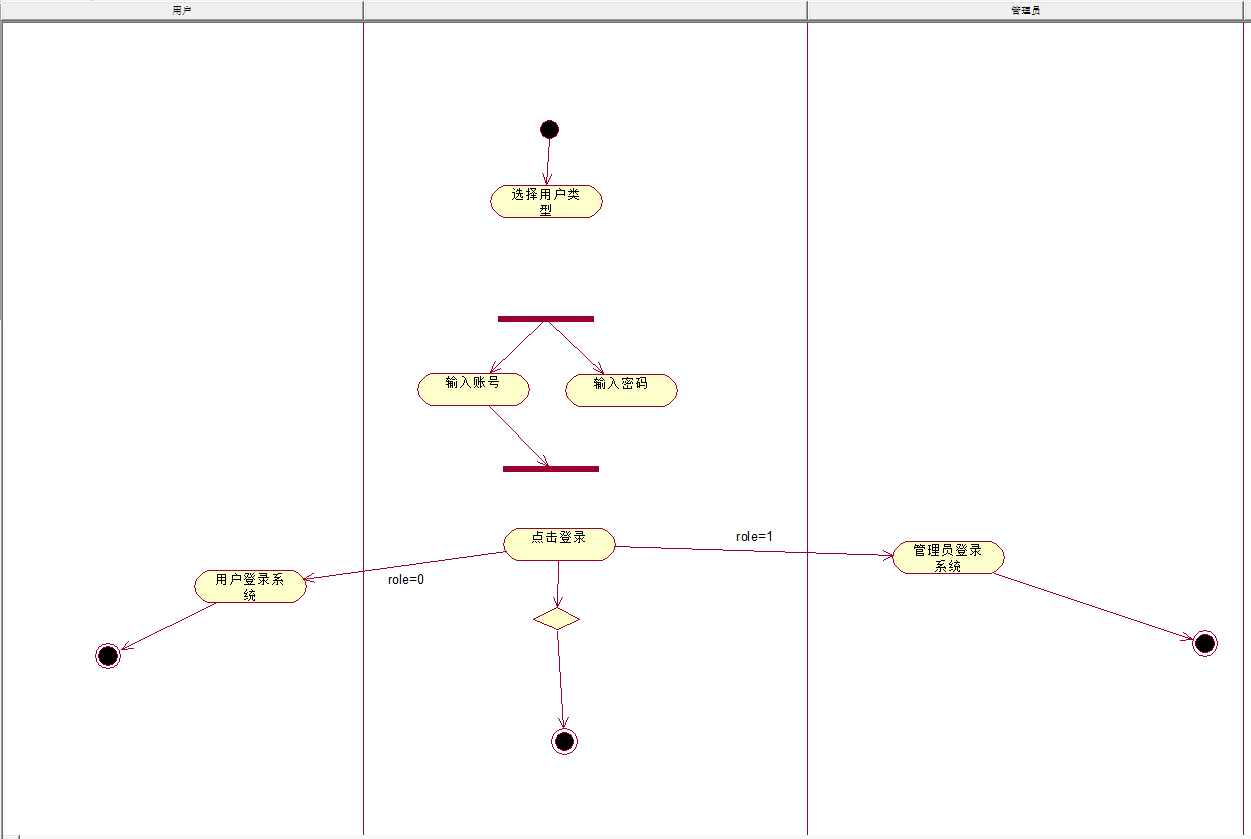 用户
管理员
选择用户类
型
输入账号
输入密码
点击登录
role=1
管理员登录
系统
用户登录系
统
role=0